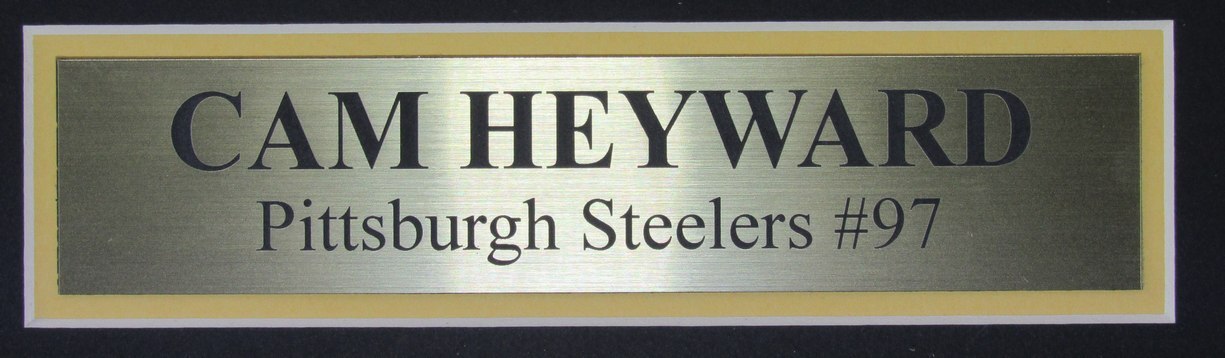 CAM HEYWARD
Pittsburgh Steelers #97